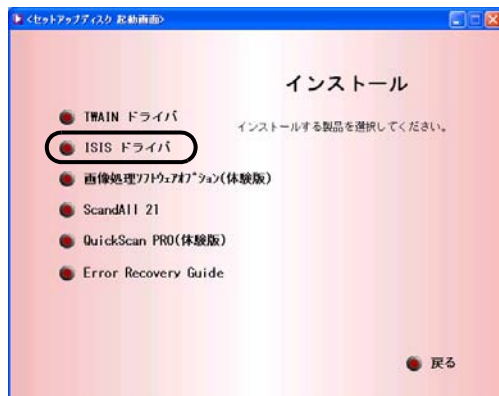 <セットアップディスク 起動画面>
インストール
インストールする製品を選択してください。
TWAIN ドライバ
ISIS ドライバ
画像処理ソフトウェアオプション(体験版)
ScandAll 21
QuickScan PRO(体験版)
Error Recovery Guide
戻る